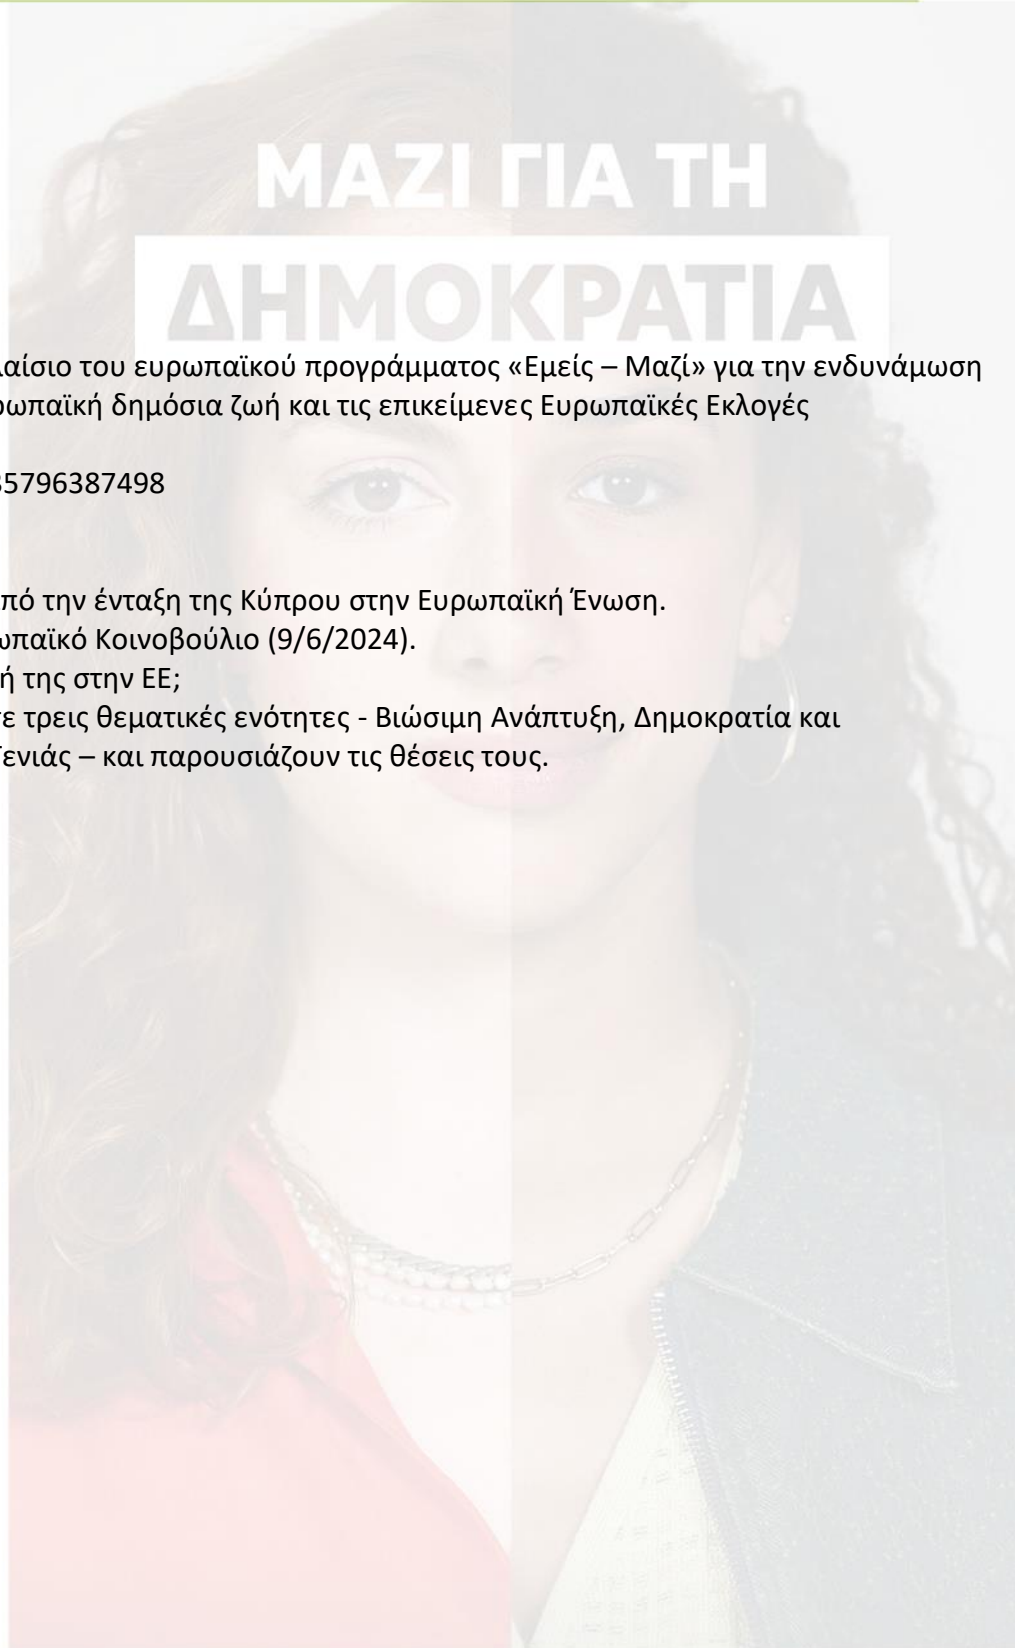 ΜΑΖΙ ΓΙΑ ΤΗ
ΔΗΜΟΚΡΑΤΙΑ
αίσιο του ευρωπαϊκού προγράμματος «Εμείς – Μαζί» για την ενδυνάμωση
ρωπαϊκή δημόσια ζωή και τις επικείμενες Ευρωπαϊκές Εκλογές
35796387498
πό την ένταξη της Κύπρου στην Ευρωπαϊκή Ένωση.
ωπαϊκό Κοινοβούλιο (9/6/2024).
ή της στην ΕΕ;
ε τρεις θεματικές ενότητες - Βιώσιμη Ανάπτυξη, Δημοκρατία και
Γενιάς – και παρουσιάζουν τις θέσεις τους.